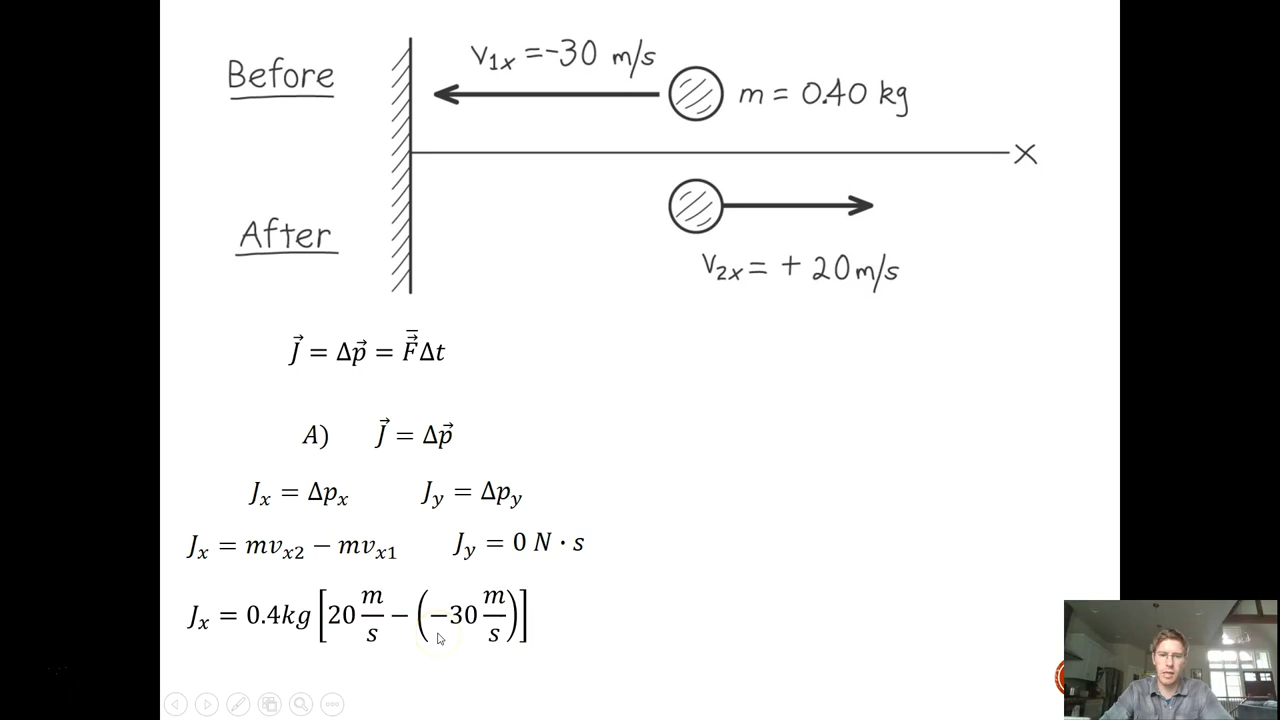 Before
v1x = -30 m/s
m = 0.40 kg
X
After
v2x = + 20 m/s
J⃗ = Δp⃗ = F̅⃗Δt
A) J⃗ = Δp⃗
Jx = Δpx Jy = Δpy
Jx = mvx2 − mvx1 Jy = 0 N · s
Jx = 0.4kg [20 m/s − (−30 m/s)]